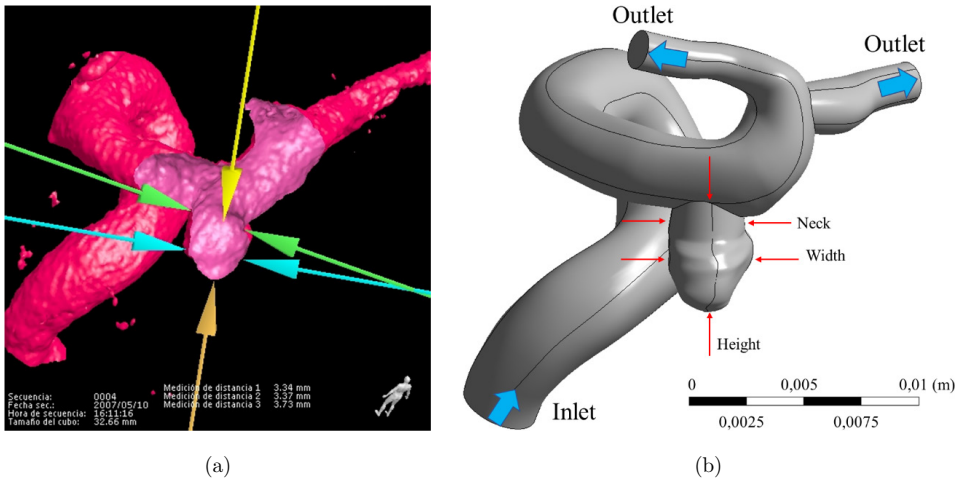 Secuencia: 0004
Fecha sec.: 2007/05/10
Hora de secuencia: 16:11:16
Tamaño del cubo: 32.66 mm
Medición de distancia 1 3.34 mm
Medición de distancia 2 3.37 mm
Medición de distancia 3 3.73 mm
(a)
Outlet
Outlet
Neck
Width
Height
Inlet
0 0,005 0,01 (m)
0,0025 0,0075
(b)